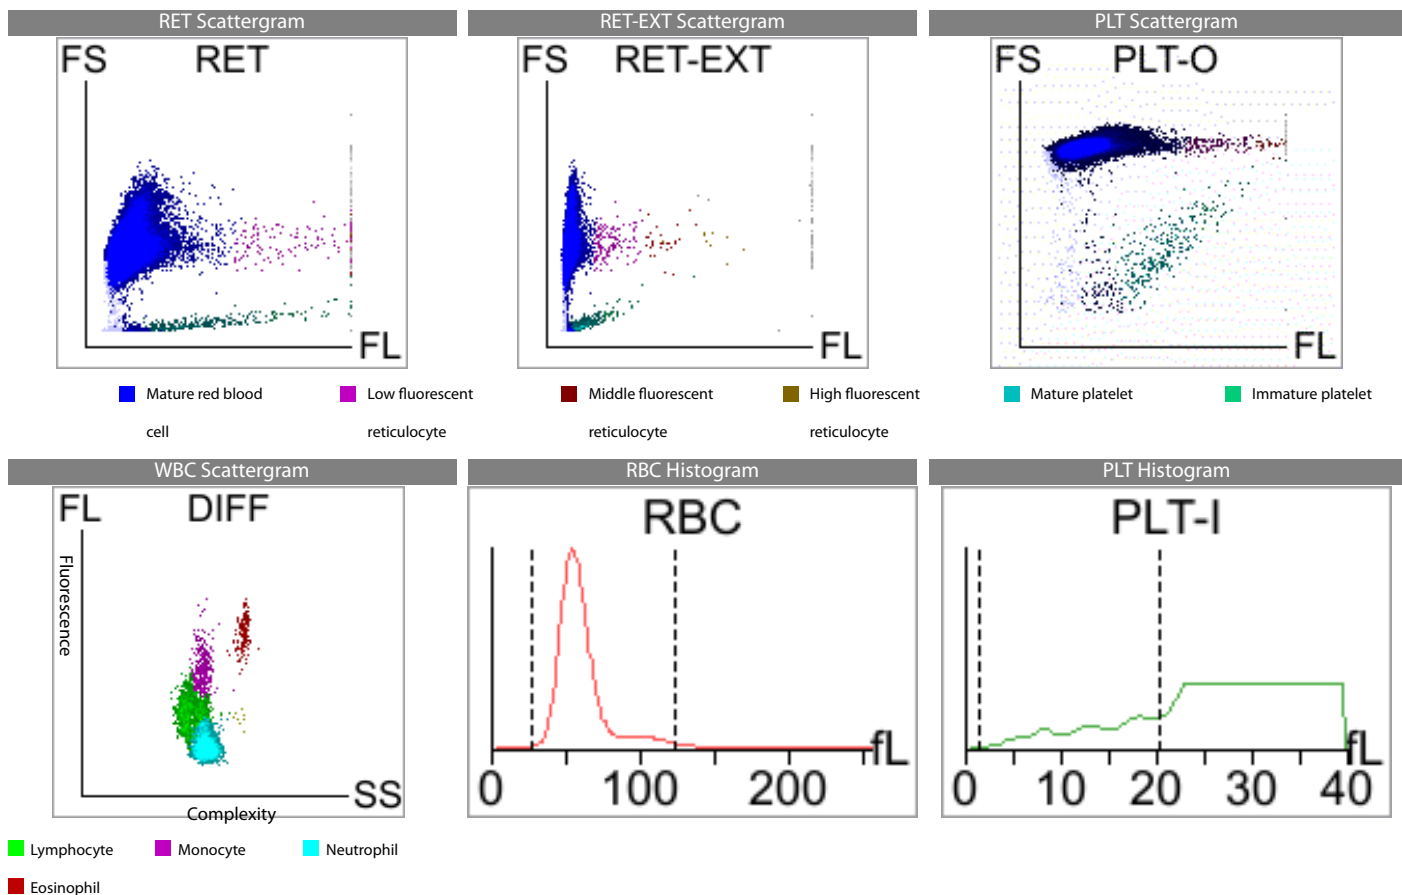 RET Scattergram
RET-EXT Scattergram
PLT Scattergram
FS RET
FS RET-EXT
FS PLT-O
FL
FL
FL
Mature red blood cell
Low fluorescent reticulocyte
Middle fluorescent reticulocyte
High fluorescent reticulocyte
Mature platelet
Immature platelet
WBC Scattergram
RBC Histogram
PLT Histogram
FL DIFF
Fluorescence
SS
Complexity
RBC
fL
0 100 200
PLT-I
fL
0 10 20 30 40
Lymphocyte
Monocyte
Neutrophil
Eosinophil